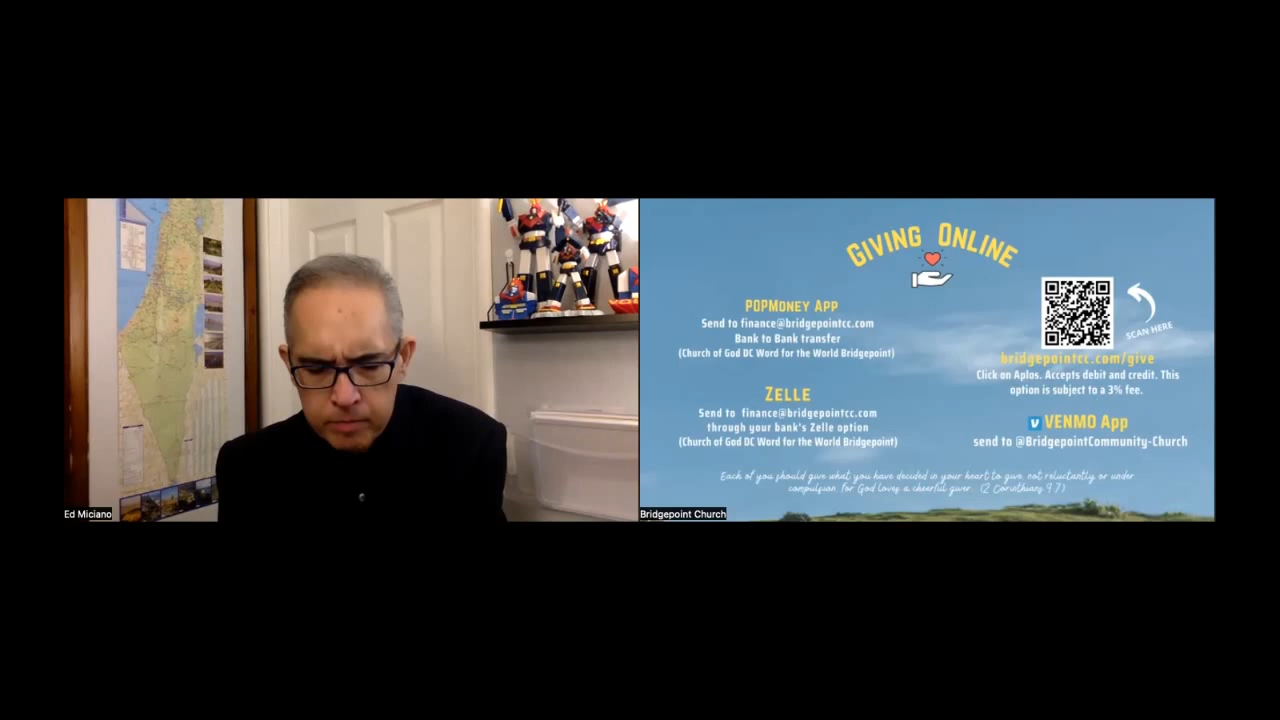 GIVING ONLINE
POPMONEY APP
Send to finance@bridgepointcc.com
Bank to Bank transfer
(Church of God DC Word for the World Bridgepoint)
ZELLE
Send to finance@bridgepointcc.com
through your bank's Zelle option
(Church of God DC Word for the World Bridgepoint)
SCAN HERE
bridgepointcc.com/give
Click on Aplos. Accepts debit and credit. This
option is subject to a 3% fee.
VENMO App
send to @BridgepointCommunity-Church
Each of you should give what you have decided in your heart to give, not reluctantly or under
compulsion, for God loves a cheerful giver. (2 Corinthians 9:7)
Ed Miciano
Bridgepoint Church